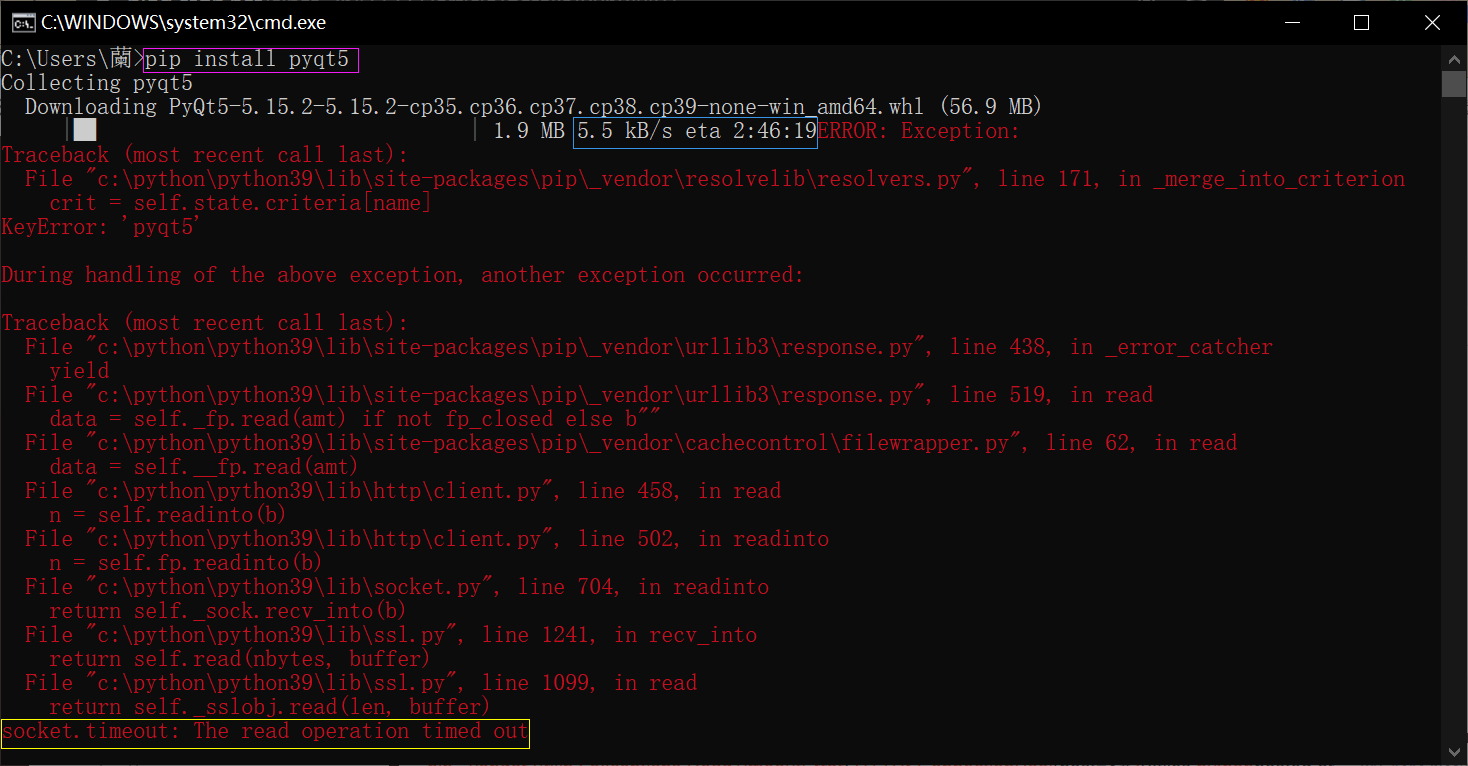 C:\WINDOWS\system32\cmd.exe
C:\Users\蘭>pip install pyqt5
Collecting pyqt5
  Downloading PyQt5-5.15.2-5.15.2-cp35.cp36.cp37.cp38.cp39-none-win_amd64.whl (56.9 MB)
     |█                               | 1.9 MB 5.5 kB/s eta 2:46:19ERROR: Exception:
Traceback (most recent call last):
  File "c:\python\python39\lib\site-packages\pip\_vendor\resolvelib\resolvers.py", line 171, in _merge_into_criterion
    crit = self.state.criteria[name]
KeyError: 'pyqt5'
During handling of the above exception, another exception occurred:
Traceback (most recent call last):
  File "c:\python\python39\lib\site-packages\pip\_vendor\urllib3\response.py", line 438, in _error_catcher
    yield
  File "c:\python\python39\lib\site-packages\pip\_vendor\urllib3\response.py", line 519, in read
    data = self._fp.read(amt) if not fp_closed else b""
  File "c:\python\python39\lib\site-packages\pip\_vendor\cachecontrol\filewrapper.py", line 62, in read
    data = self.__fp.read(amt)
  File "c:\python\python39\lib\http\client.py", line 458, in read
    n = self.readinto(b)
  File "c:\python\python39\lib\http\client.py", line 502, in readinto
    n = self.fp.readinto(b)
  File "c:\python\python39\lib\socket.py", line 704, in readinto
    return self._sock.recv_into(b)
  File "c:\python\python39\lib\ssl.py", line 1241, in recv_into
    return self.read(nbytes, buffer)
  File "c:\python\python39\lib\ssl.py", line 1099, in read
    return self._sslobj.read(len, buffer)
socket.timeout: The read operation timed out